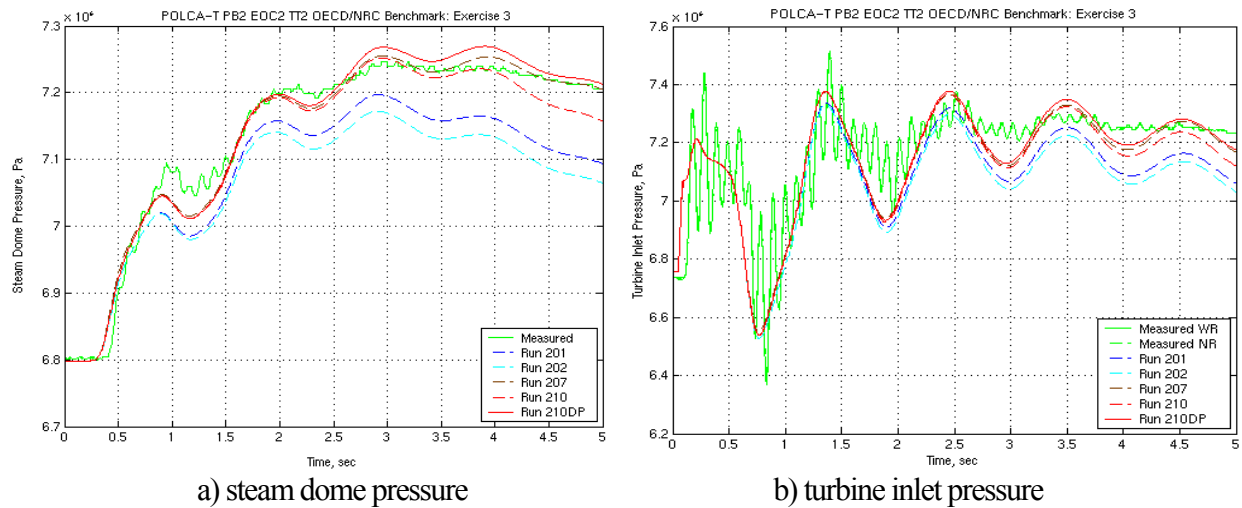 POLCA-T PB2 EOC2 TT2 OECD/NRC Benchmark: Exercise 3
x 10⁶
7.3
7.2
7.1
7
6.9
6.8
6.7
Steam Dome Pressure, Pa
0 0.5 1 1.5 2 2.5 3 3.5 4 4.5 5
Time, sec
Measured
Run 201
Run 202
Run 207
Run 210
Run 210DP
a) steam dome pressure
POLCA-T PB2 EOC2 TT2 OECD/NRC Benchmark: Exercise 3
x 10⁶
7.6
7.4
7.2
7
6.8
6.6
6.4
6.2
Turbine Inlet Pressure, Pa
0 0.5 1 1.5 2 2.5 3 3.5 4 4.5 5
Time, sec
Measured WR
Measured NR
Run 201
Run 202
Run 207
Run 210
Run 210DP
b) turbine inlet pressure